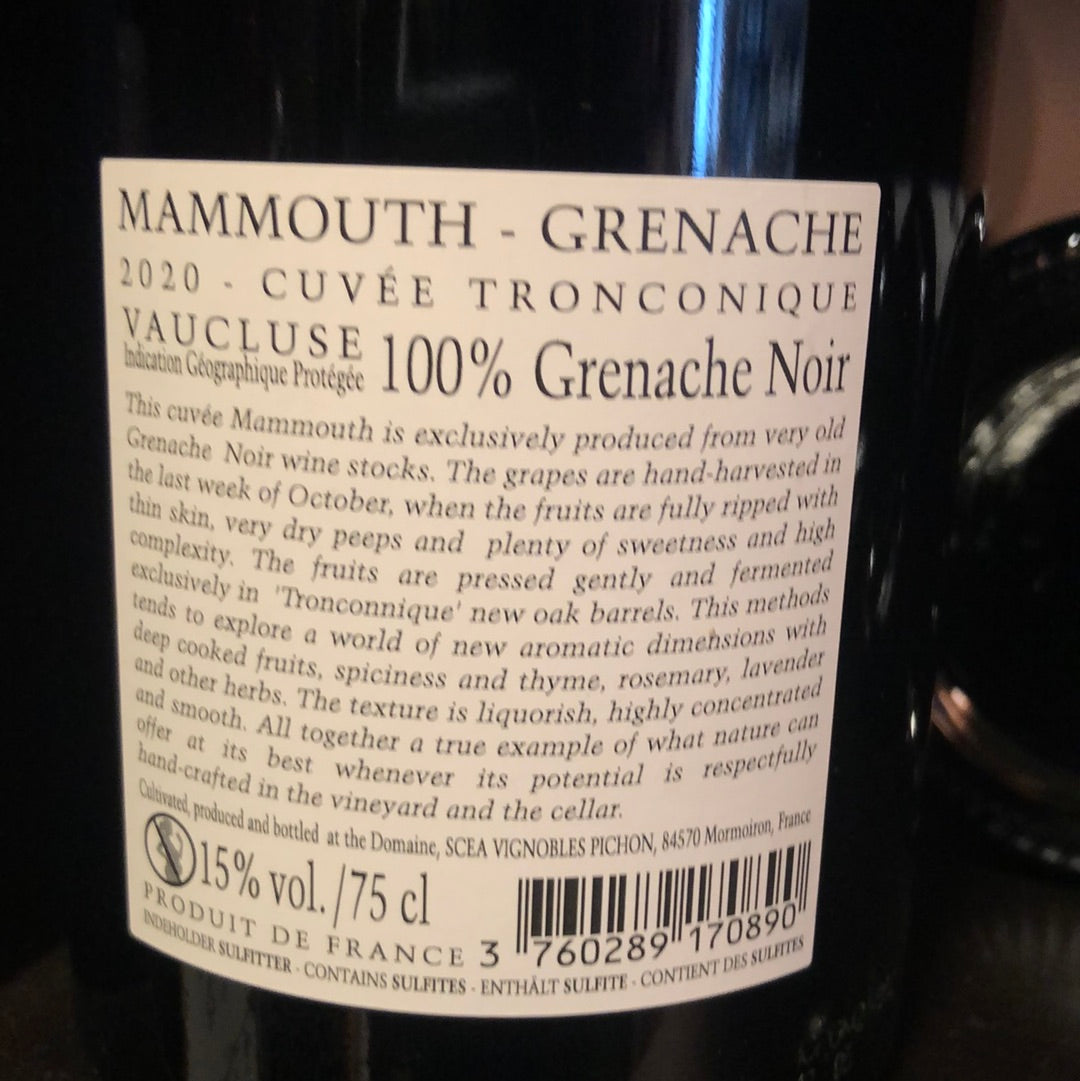 MAMMOUTH - GRENACHE
2020 - CUVÉE TRONCONIQUE
VAUCLUSE
Indication Géographique Protégée
100% Grenache Noir
This cuvée Mammouth is exclusively produced from very old
Grenache Noir wine stocks. The grapes are hand-harvested in
the last week of October, when the fruits are fully ripped with
thin skin, very dry peeps and plenty of sweetness and high
complexity. The fruits are pressed gently and fermented
exclusively in 'Tronconnique' new oak barrels. This methods
tends to explore a world of new aromatic dimensions with
deep cooked fruits, spiciness and thyme, rosemary, lavender
and other herbs. The texture is liquorish, highly concentrated
and smooth. All together a true example of what nature can
offer at its best whenever its potential is respectfully
hand-crafted in the vineyard and the cellar.
Cultivated, produced and bottled at the Domaine, SCEA VIGNOBLES PICHON, 84570 Mormoiron, France
15% vol./75 cl
PRODUIT DE FRANCE
3 760289 170890
INDEHOLDER SULFITTER - CONTAINS SULFITES - ENTHÄLT SULFITE - CONTIENT DES SULFITES